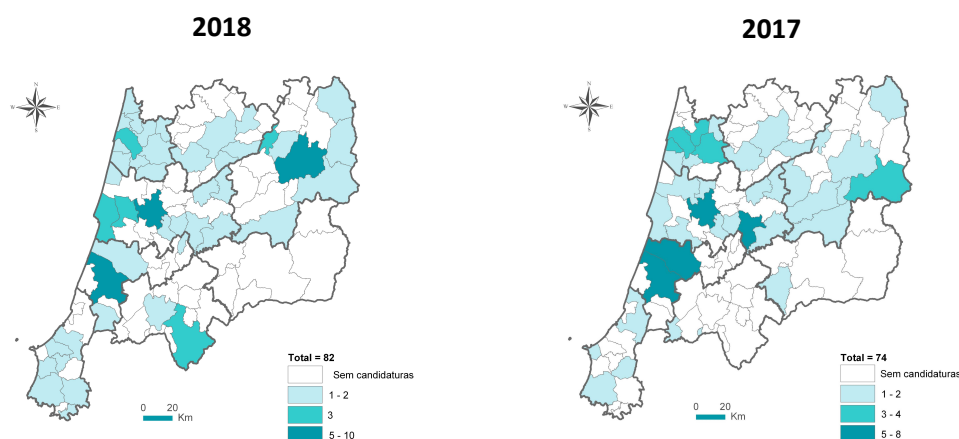 2018
2017
N
W
E
S
N
W
E
S
Total = 82
Sem candidaturas
1 - 2
3
5 - 10
0 20
Km
Total = 74
Sem candidaturas
1 - 2
3 - 4
5 - 8
0 20
Km